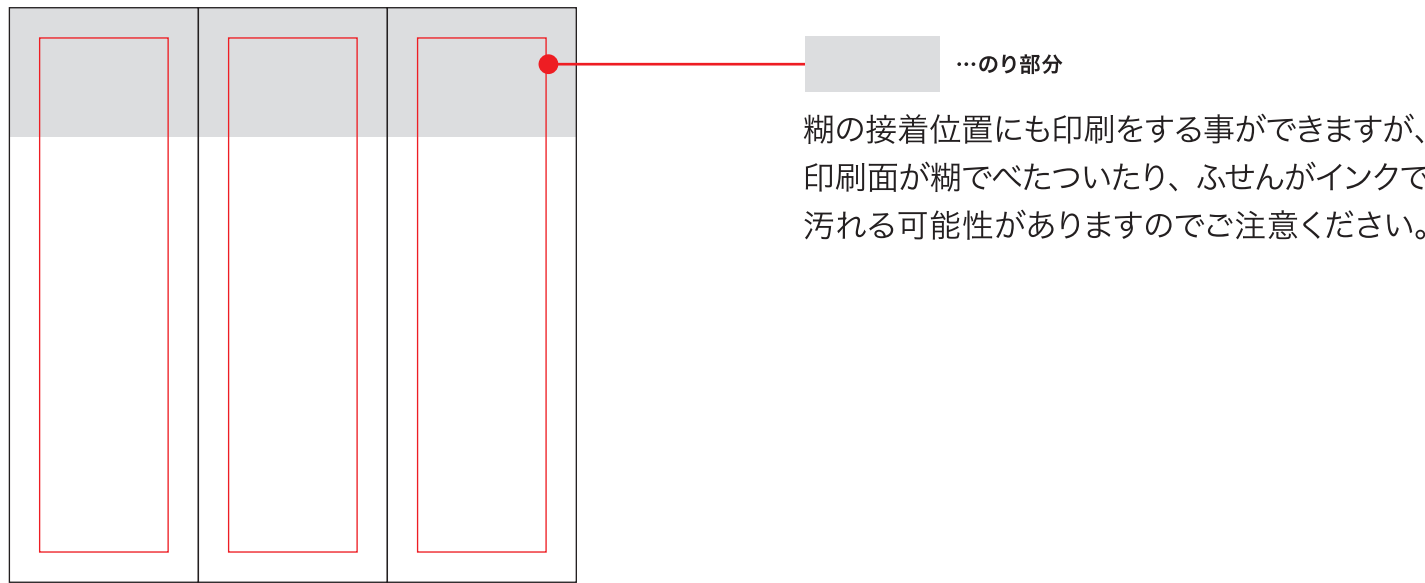 …のり部分
糊の接着位置にも印刷をする事ができますが、
印刷面が糊でべたついたり、ふせんがインクで
汚れる可能性がありますのでご注意ください。